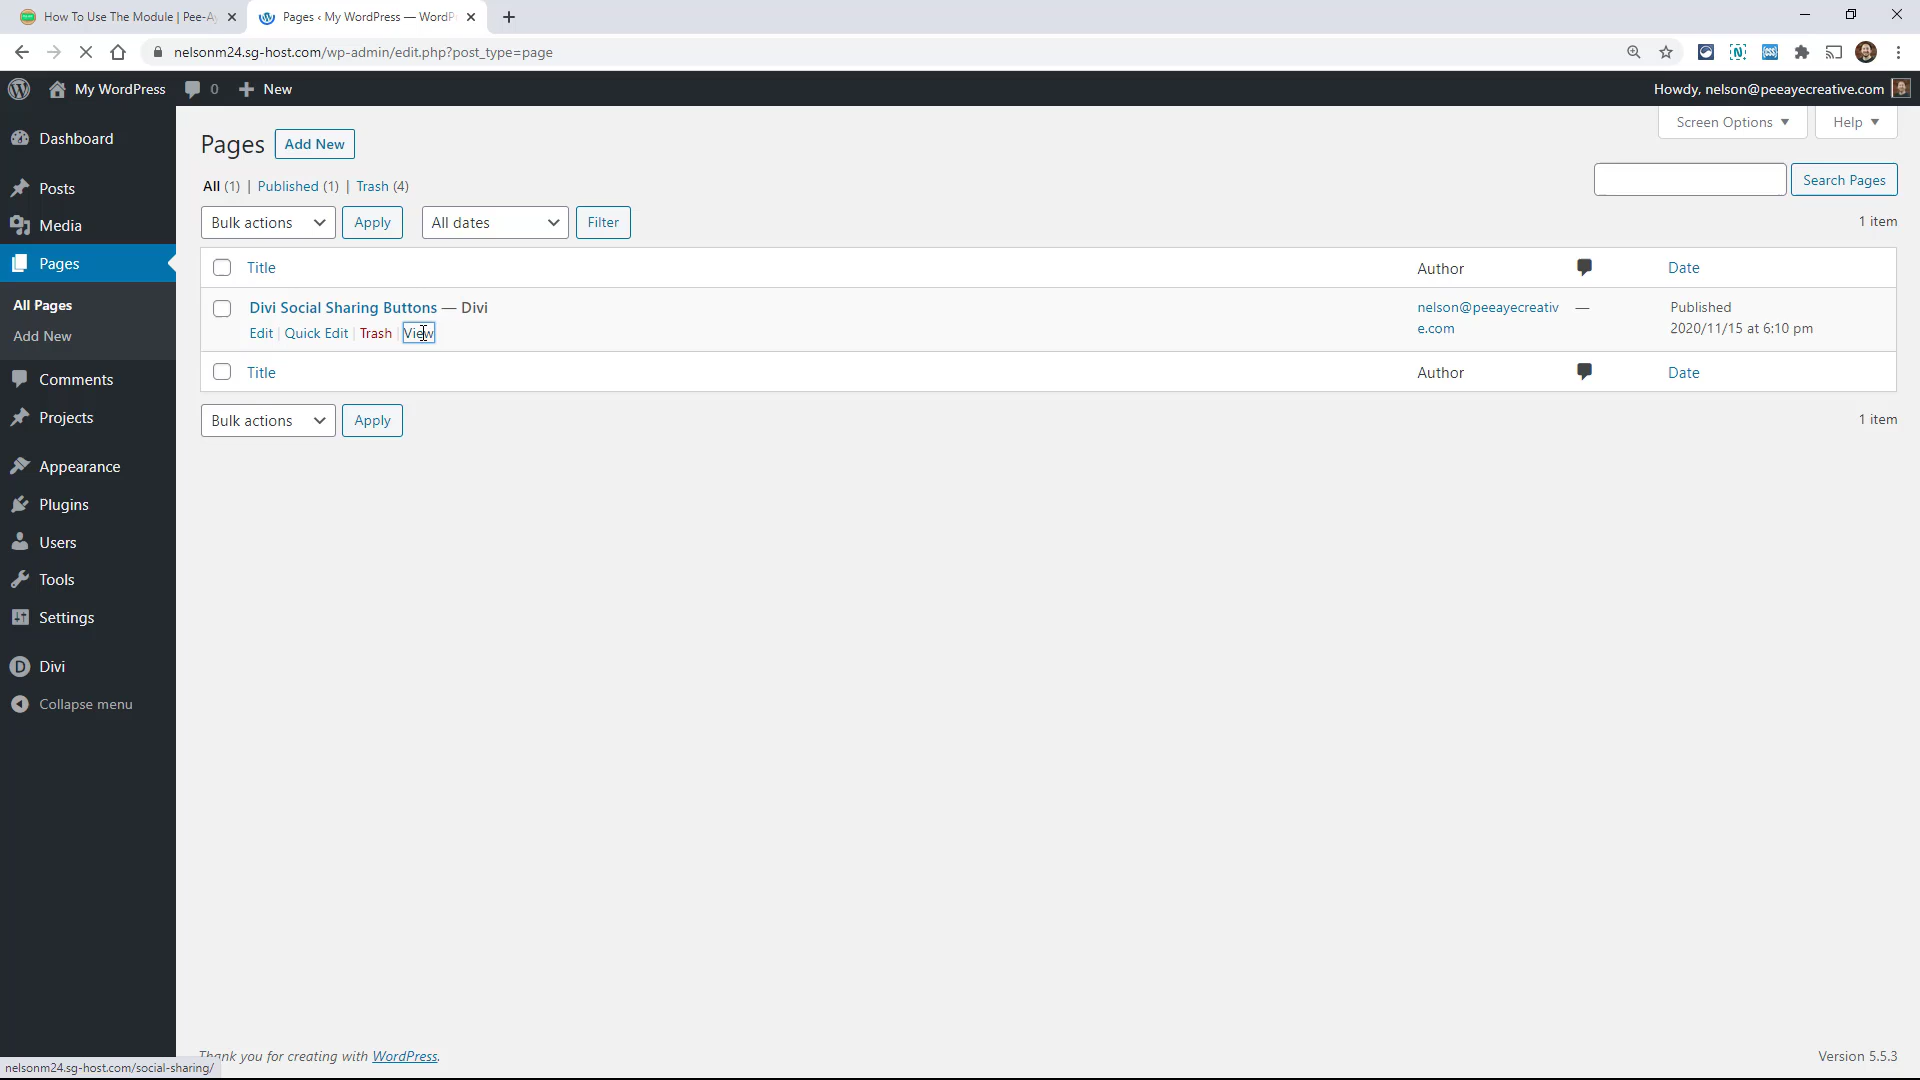 How To Use The Module | Pee-Ay
Pages ‹ My WordPress — WordP
nelsonm24.sg-host.com/wp-admin/edit.php?post_type=page
My WordPress
0
New
Howdy, nelson@peeayecreative.com
Dashboard
Posts
Media
Pages
All Pages
Add New
Comments
Projects
Appearance
Plugins
Users
Tools
Settings
Divi
Collapse menu
Screen Options
Help
Pages
Add New
All (1) | Published (1) | Trash (4)
Search Pages
Bulk actions
Apply
All dates
Filter
1 item
Title
Author
Date
Divi Social Sharing Buttons — Divi
Edit | Quick Edit | Trash | View
nelson@peeayecreativ
e.com
—
Published
2020/11/15 at 6:10 pm
Title
Author
Date
Bulk actions
Apply
1 item
Thank you for creating with WordPress.
Version 5.5.3
nelsonm24.sg-host.com/social-sharing/